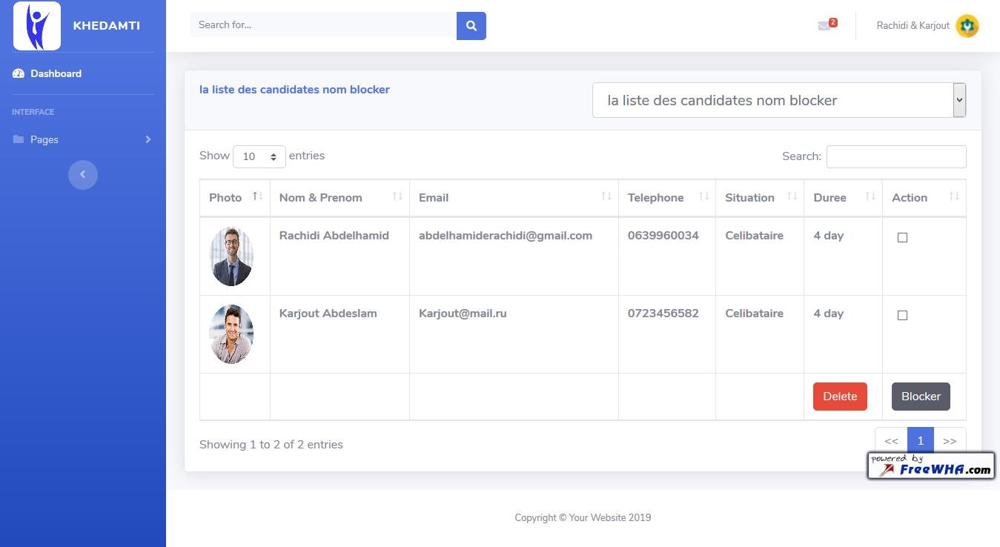 KHEDAMTI
Search for...
2
Rachidi & Karjout
Dashboard
INTERFACE
Pages
la liste des candidates nom blocker
la liste des candidates nom blocker
Show 10 entries
Search:
Photo Nom & Prenom Email Telephone Situation Duree Action
Rachidi Abdelhamid abdelhamiderachidi@gmail.com 0639960034 Celibataire 4 day
Karjout Abdeslam Karjout@mail.ru 0723456582 Celibataire 4 day
Delete Blocker
Showing 1 to 2 of 2 entries
<< 1 >>
powered by
FreeWHA.com
Copyright © Your Website 2019